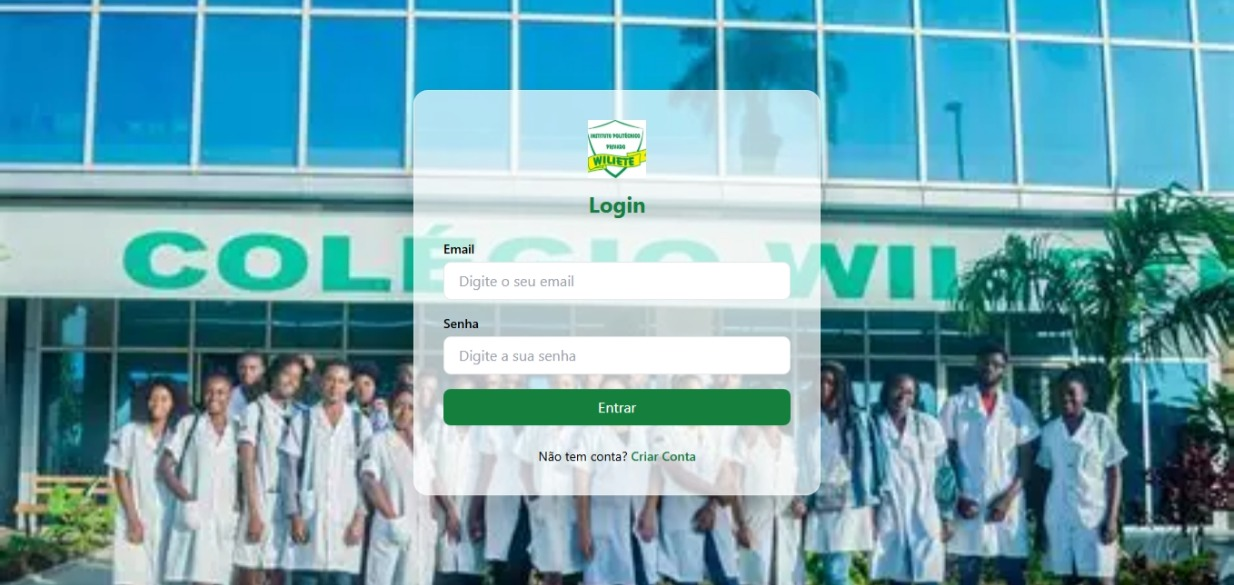 INSTITUTO POLITÉCNICO
PRIVADO
WILIETE
Login
COLÉGIO WIL
Email
Digite o seu email
Senha
Digite a sua senha
Entrar
Não tem conta? Criar Conta